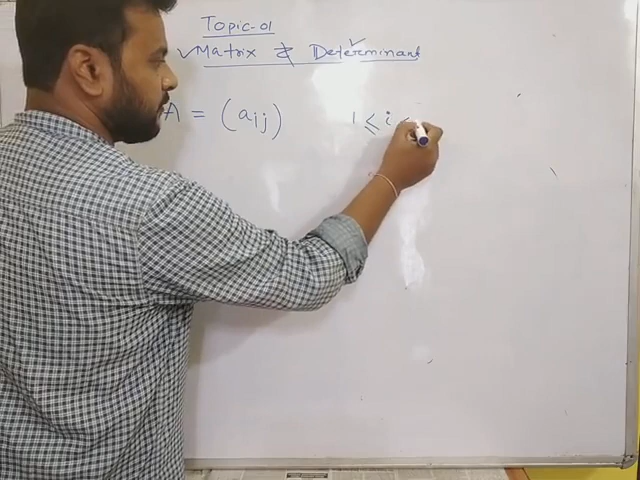 Topic-01
✓Matrix & Determinant
A = (aij) 1 ≤ i <